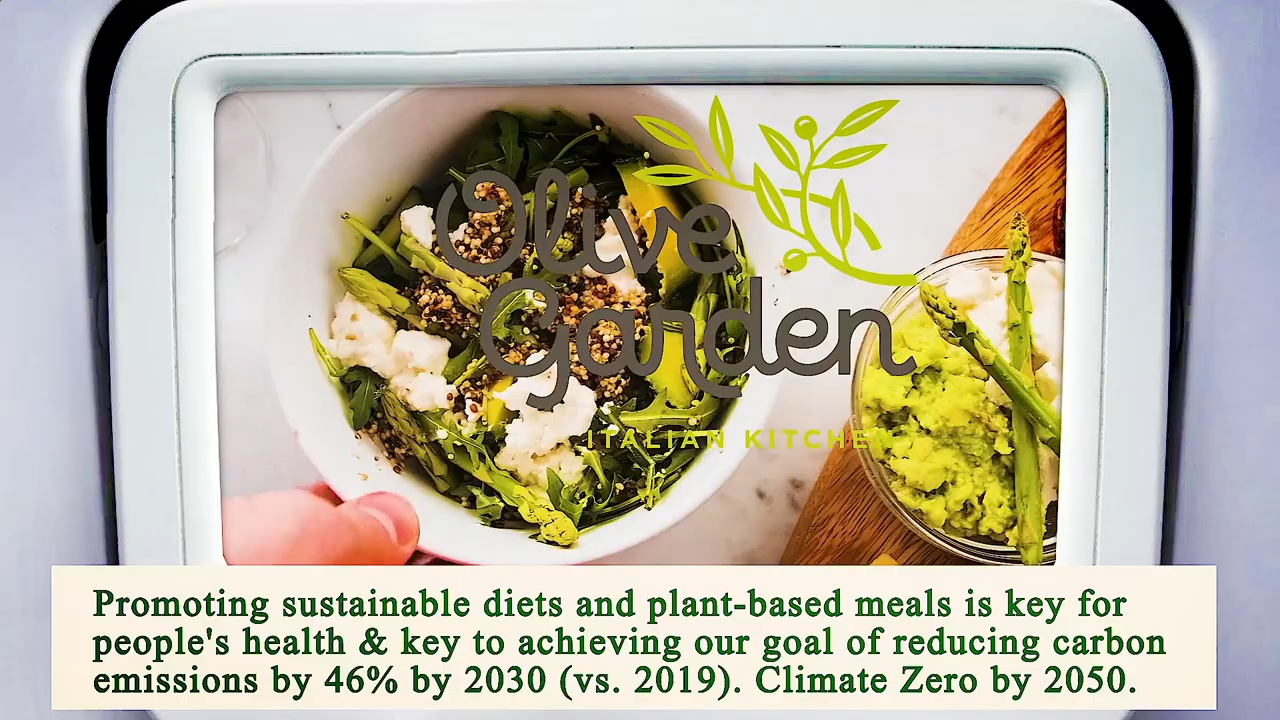 Olive
Garden
ITALIAN KITCHEN
Promoting sustainable diets and plant-based meals is key for
people's health & key to achieving our goal of reducing carbon
emissions by 46% by 2030 (vs. 2019). Climate Zero by 2050.